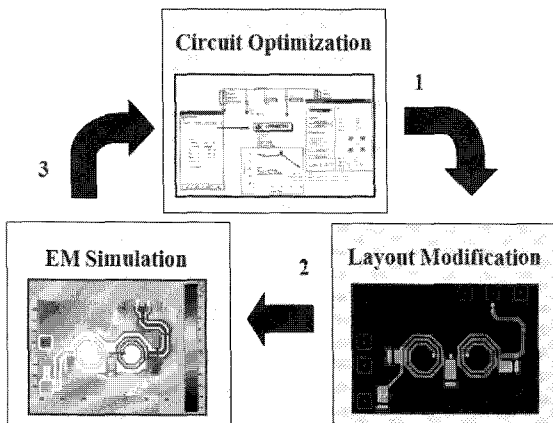 Circuit Optimization
1
3
EM Simulation
2
Layout Modification